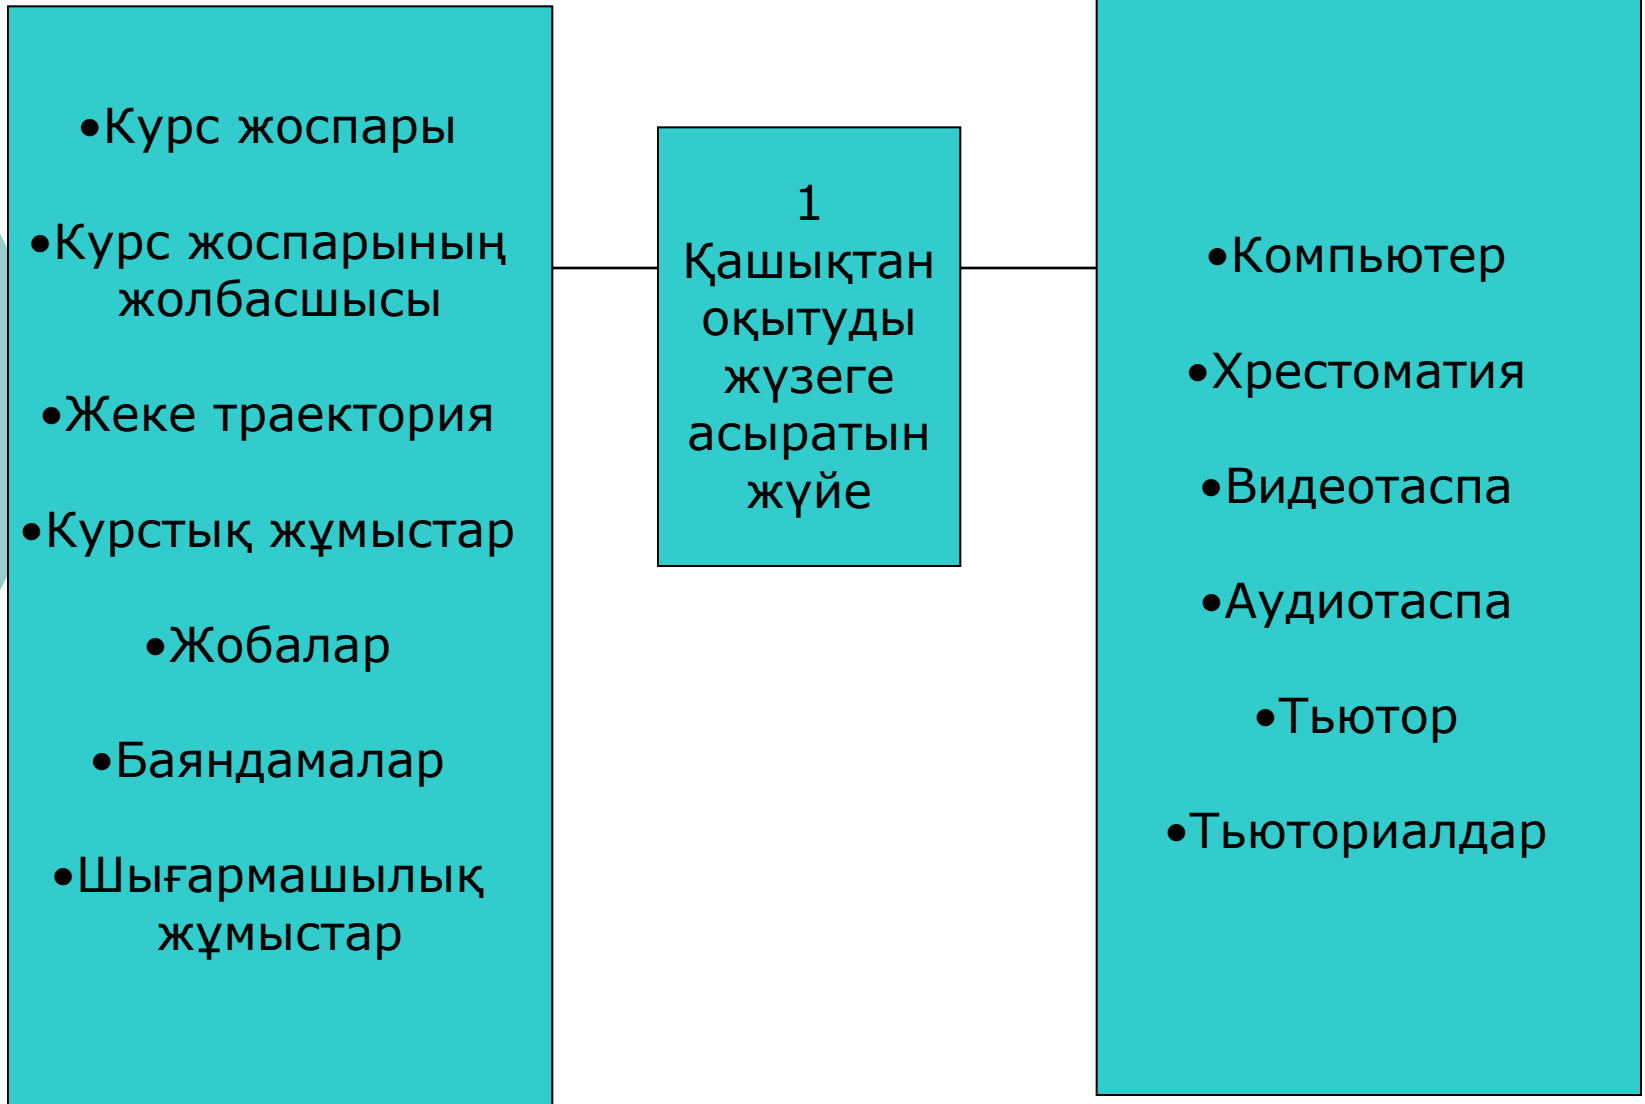 •Курс жоспары
•Курс жоспарының
жолбасшысы
•Жеке траектория
•Курстық жұмыстар
•Жобалар
•Баяндамалар
•Шығармашылық
жұмыстар
1
Қашықтан
оқытуды
жүзеге
асыратын
жүйе
•Компьютер
•Хрестоматия
•Видеотаспа
•Аудиотаспа
•Тьютор
•Тьюториалдар